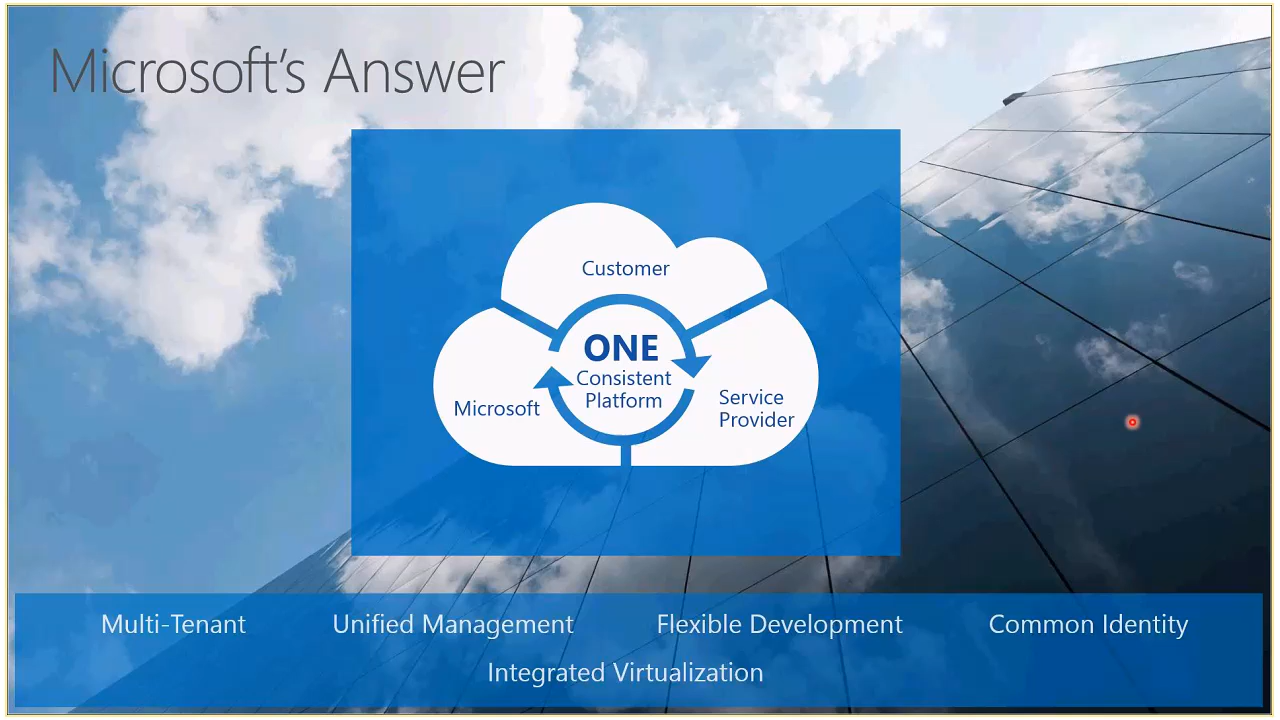 Microsoft's Answer
Customer
ONE
Consistent
Platform
Microsoft
Service
Provider
Multi-Tenant
Unified Management
Flexible Development
Common Identity
Integrated Virtualization